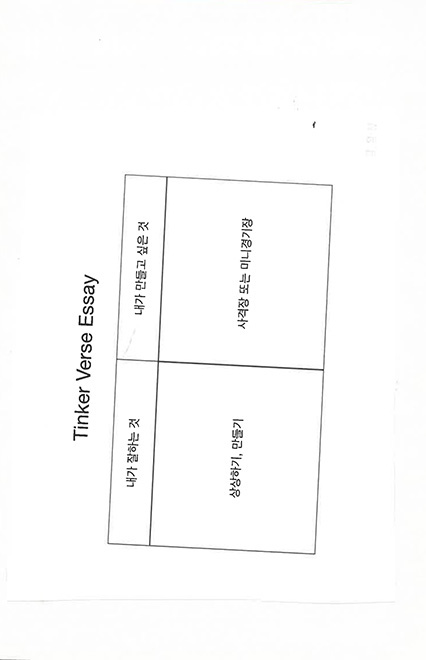 Tinker Verse Essay
내가 잘하는 것
내가 만들고 싶은 것
상상하기, 만들기
사격장 또는 미니경기장